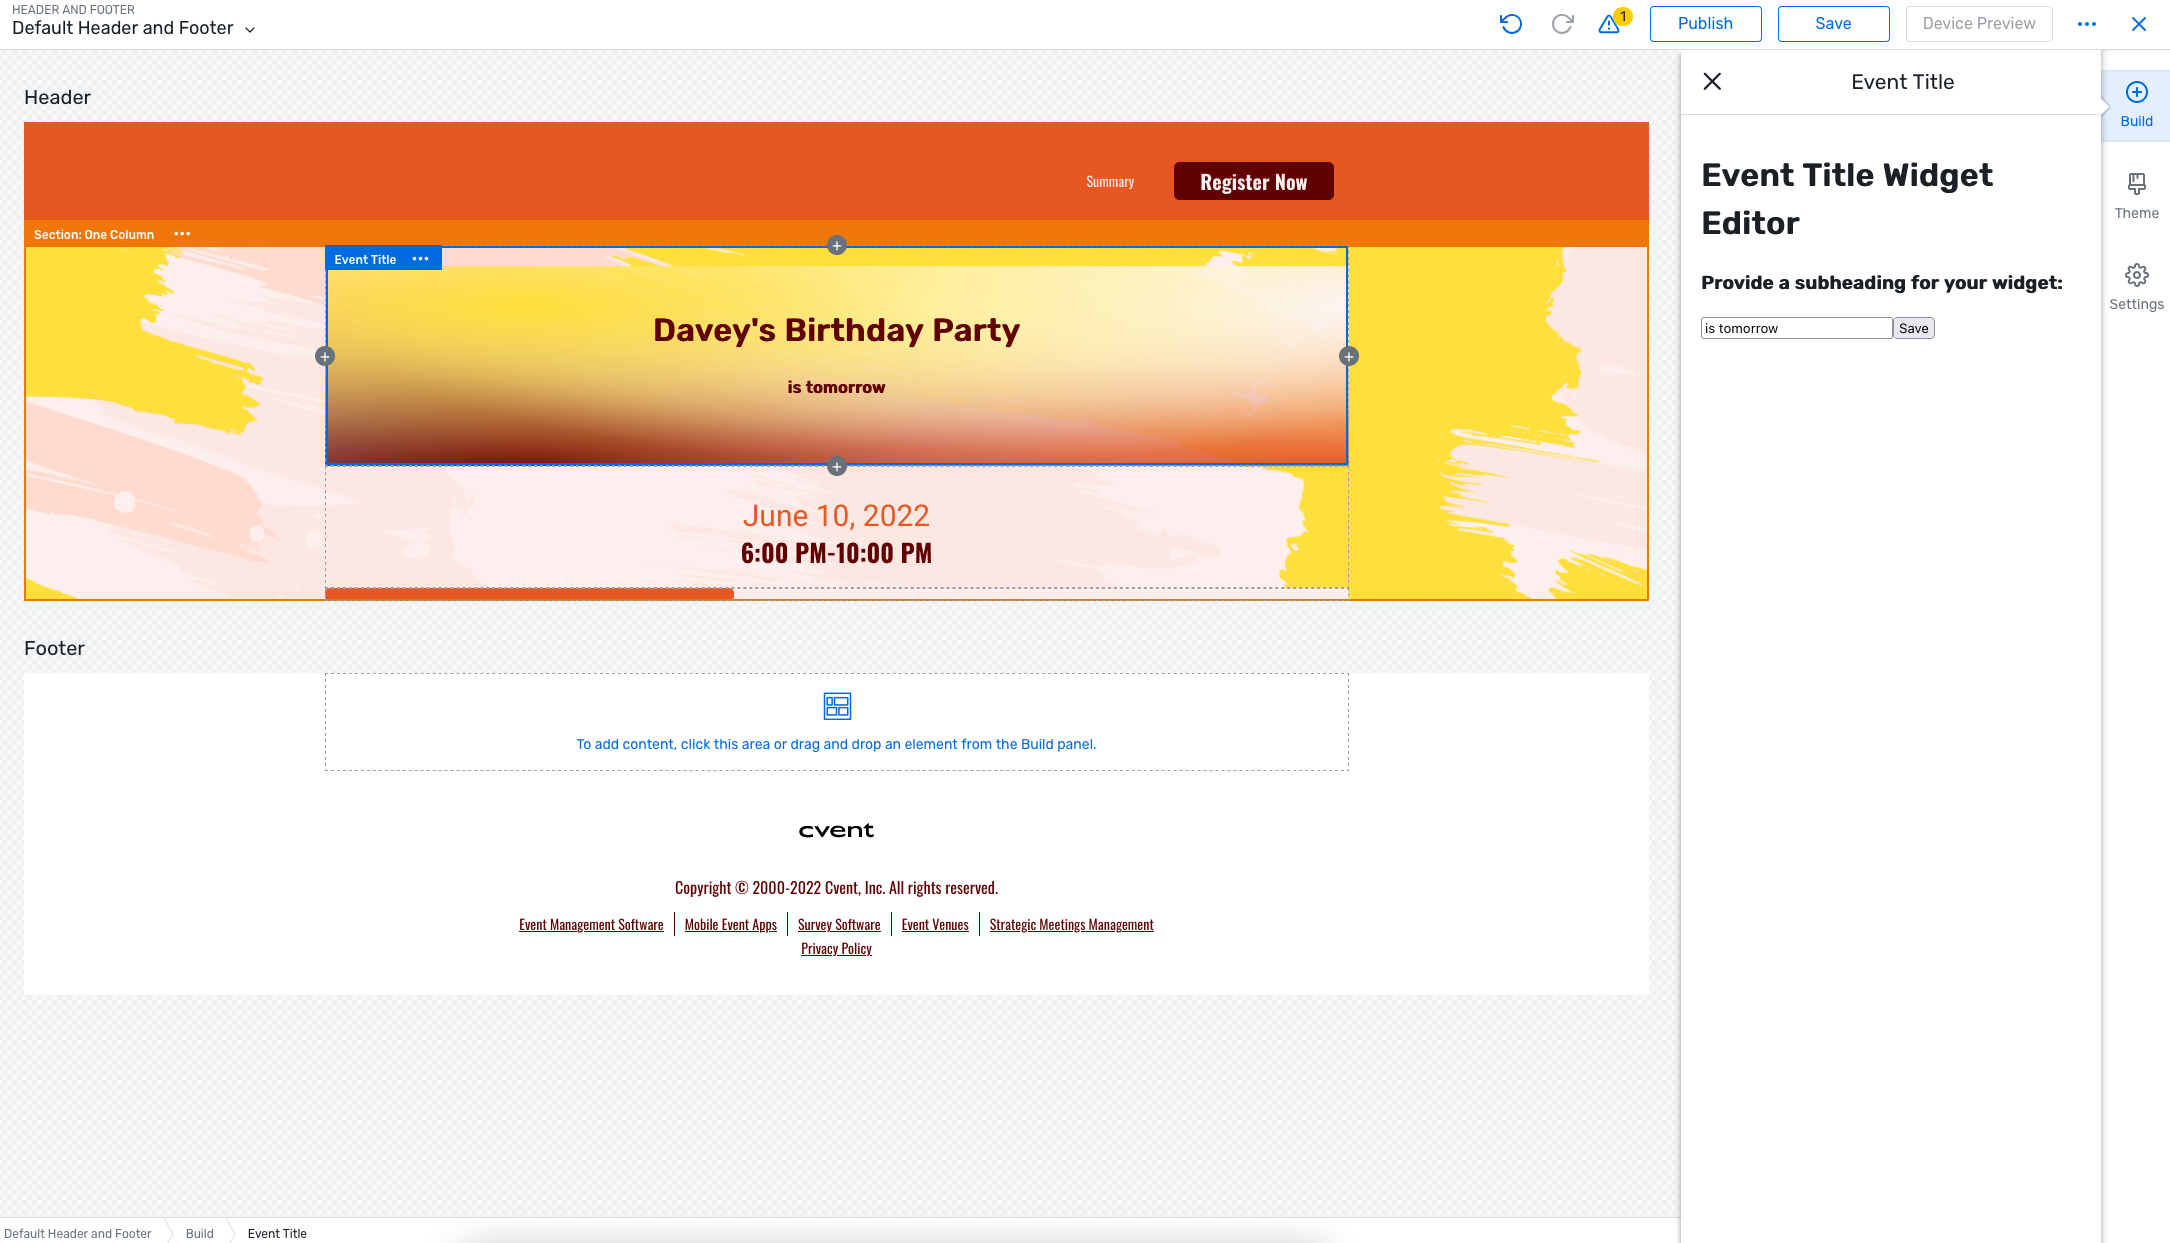 HEADER AND FOOTER
Default Header and Footer
1
Publish
Save
Device Preview
Header
Summary
Register Now
Section: One Column
Event Title
Davey's Birthday Party
is tomorrow
June 10, 2022
6:00 PM-10:00 PM
Footer
To add content, click this area or drag and drop an element from the Build panel.
cvent
Copyright © 2000-2022 Cvent, Inc. All rights reserved.
Event Management Software
Mobile Event Apps
Survey Software
Event Venues
Strategic Meetings Management
Privacy Policy
Event Title
Event Title Widget
Editor
Provide a subheading for your widget:
is tomorrow
Save
Build
Theme
Settings
Default Header and Footer
Build
Event Title